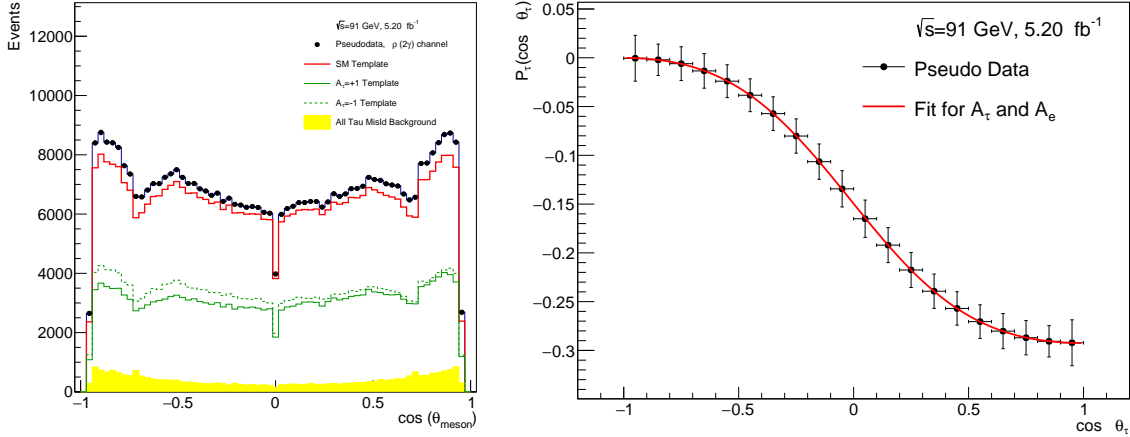 Events
12000
10000
8000
6000
4000
2000
0
√s=91 GeV, 5.20 fb⁻¹
Pseudodata, ρ (2γ) channel
SM Template
A_τ=+1 Template
A_τ=-1 Template
All Tau MisId Background
−1
−0.5
0
0.5
1
cos (θ_meson)
P_τ(cos θ_τ)
0
−0.05
−0.1
−0.15
−0.2
−0.25
−0.3
√s=91 GeV, 5.20 fb⁻¹
Pseudo Data
Fit for A_τ and A_e
−1
−0.5
0
0.5
1
cos θ_τ